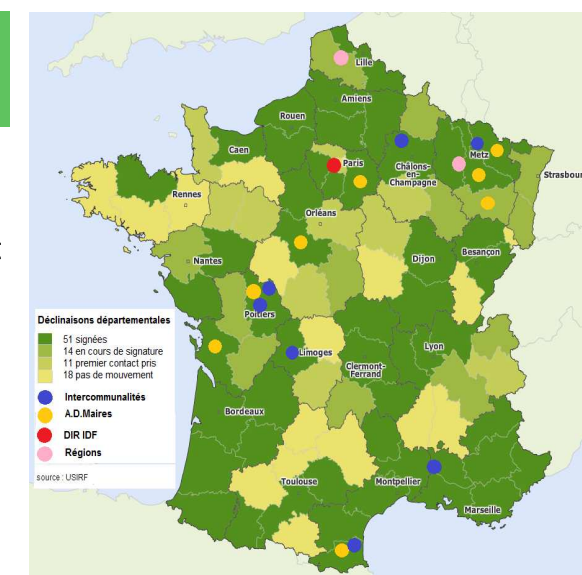 Lille
Amiens
Rouen
Caen
Paris
Metz
Châlons-
en-
Champagne
Strasbour
Rennes
Orléans
Nantes
Dijon
Besançon
Poitiers
Limoges
Clermont-
Ferrand
Lyon
Bordeaux
Toulouse
Montpellier
Marseille
Déclinaisons départementales
51 signées
14 en cours de signature
11 premier contact pris
18 pas de mouvement
Intercommunalités
A.D.Maires
DIR IDF
Régions
source : USIRF